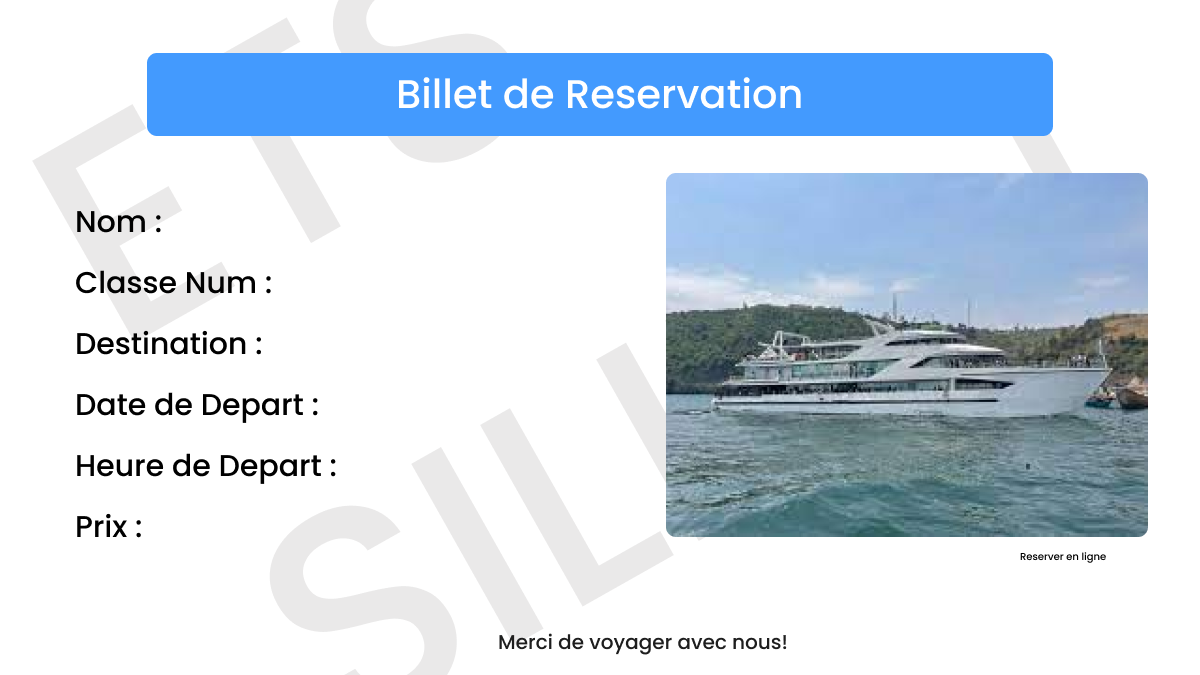 Billet de Reservation
Nom :
Classe Num :
Destination :
Date de Depart :
Heure de Depart :
Prix :
Reserver en ligne
Merci de voyager avec nous!
ETS
SIL